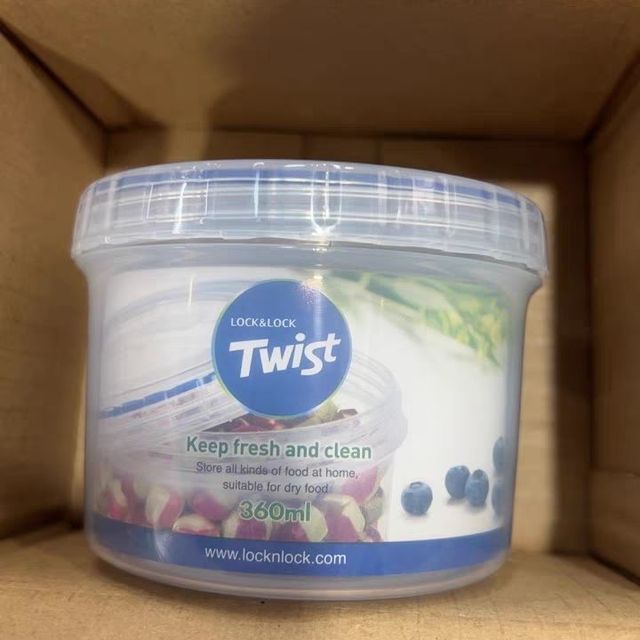 LOCK&LOCK
Twist
Keep fresh and clean
Store all kinds of food at home,
suitable for dry food
360ml
www.locknlock.com